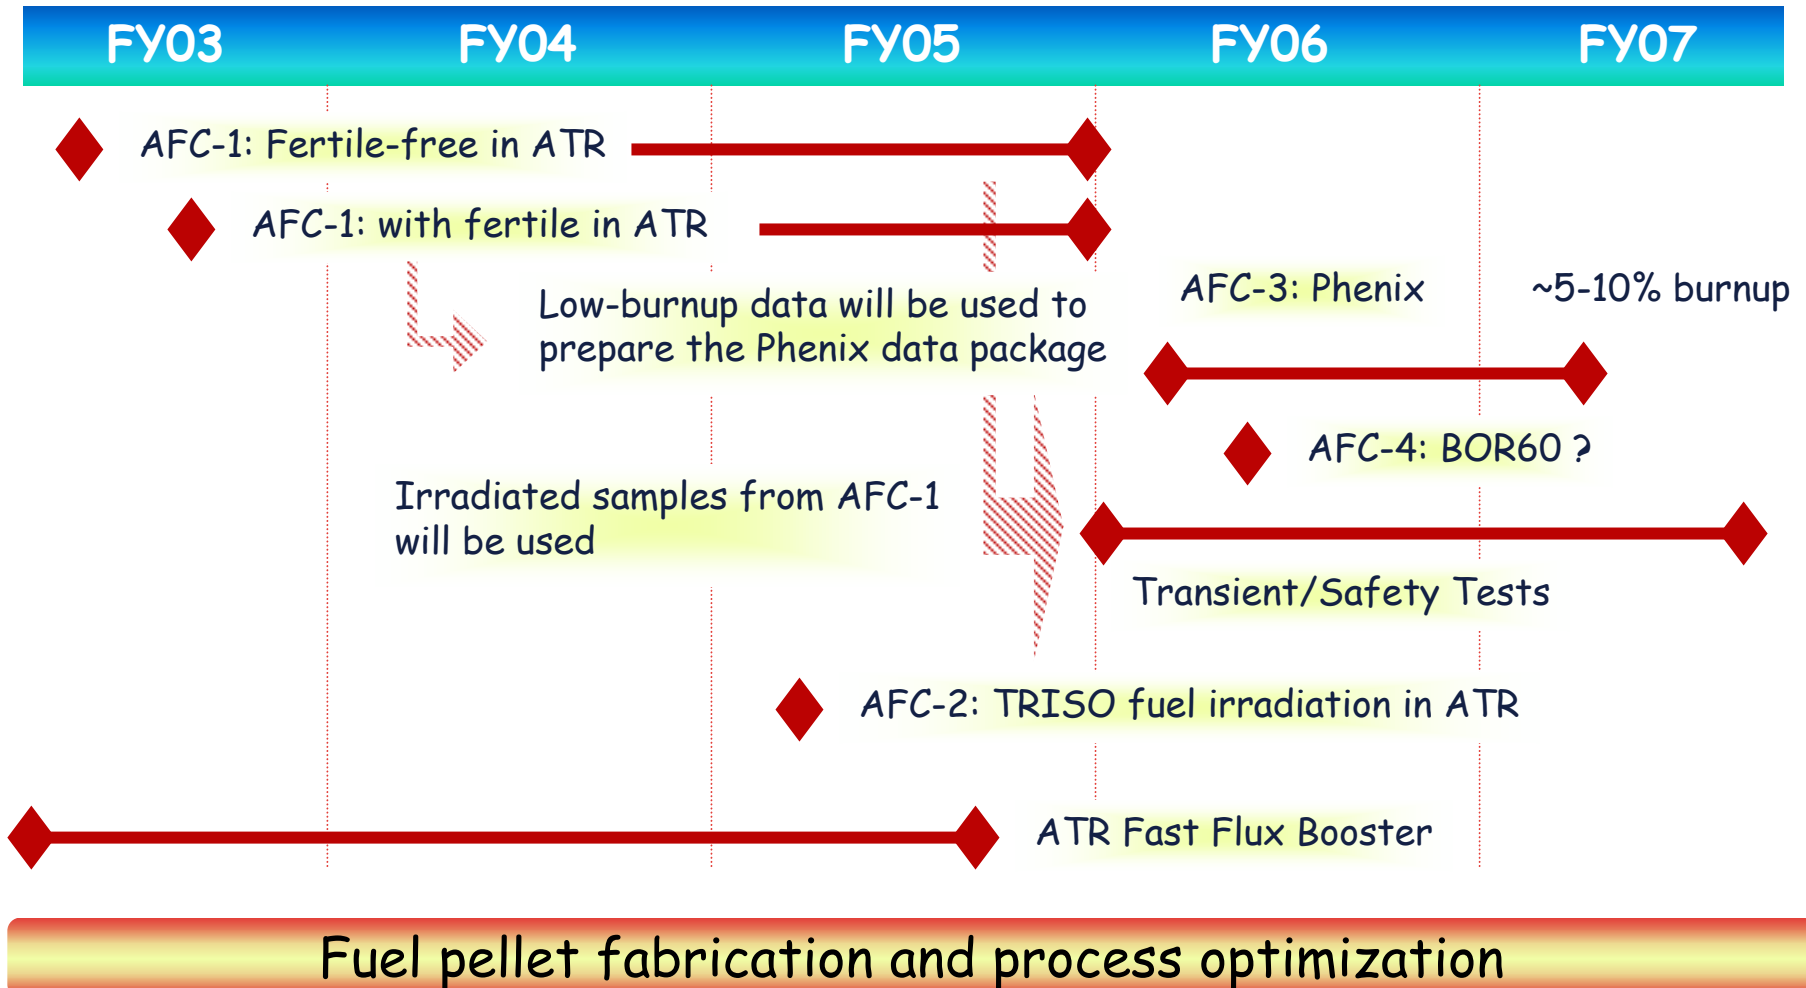 FY03 FY04 FY05 FY06 FY07
AFC-1: Fertile-free in ATR
AFC-1: with fertile in ATR
Low-burnup data will be used to
prepare the Phenix data package
AFC-3: Phenix
~5-10% burnup
AFC-4: BOR60 ?
Irradiated samples from AFC-1
will be used
Transient/Safety Tests
AFC-2: TRISO fuel irradiation in ATR
ATR Fast Flux Booster
Fuel pellet fabrication and process optimization